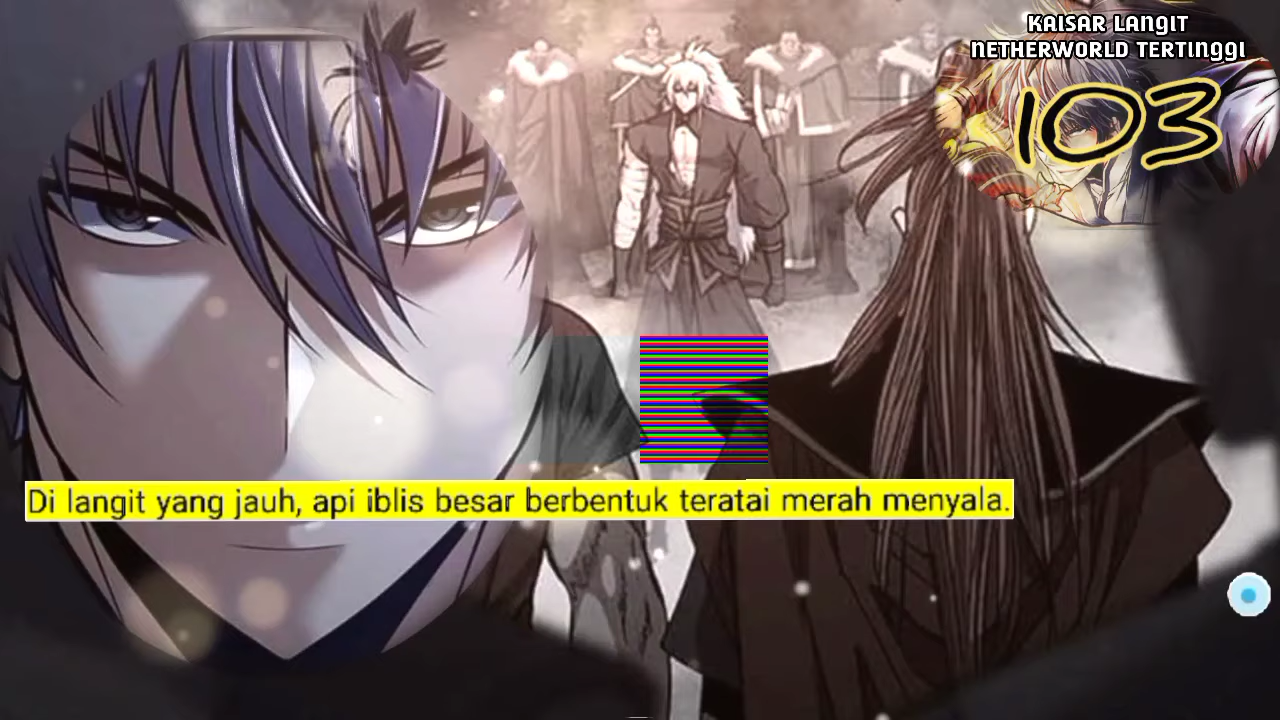 KAISAR LANGIT
NETHERWORLD TERTINGGI
103
Di langit yang jauh, api iblis besar berbentuk teratai merah menyala.